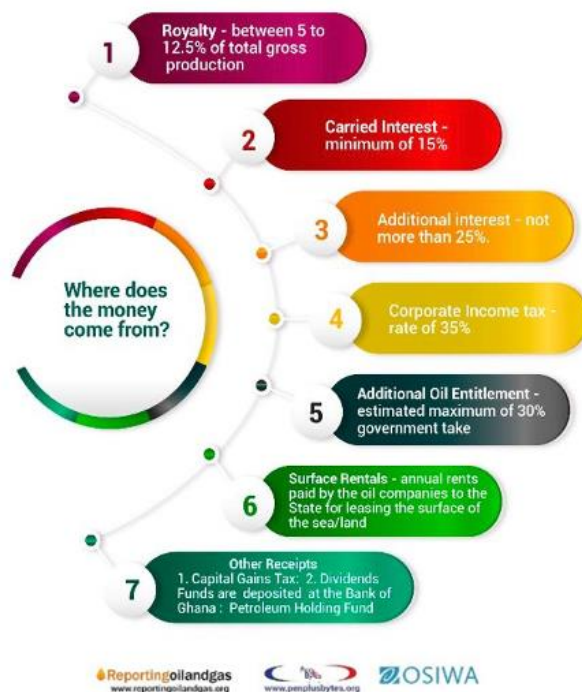 1
Royalty - between 5 to
12.5% of total gross
production
2
Carried Interest -
minimum of 15%
3
Additional interest - not
more than 25%.
Where does
the money
come from?
4
Corporate Income tax -
rate of 35%
5
Additional Oil Entitlement -
estimated maximum of 30%
government take
6
Surface Rentals - annual rents
paid by the oil companies to the
State for leasing the surface of
the sea/land
7
Other Receipts
1. Capital Gains Tax: 2. Dividends
Funds are deposited at the Bank of
Ghana : Petroleum Holding Fund
Reportingoilandgas
www.reportingoilandgas.org
www.penplusbytes.org
OSIWA